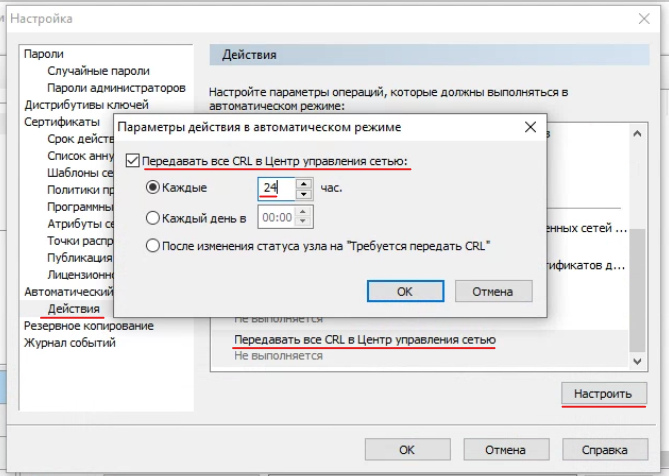 Настройка
Пароли
Случайные пароли
Пароли администраторов
Дистрибутивы ключей
Сертификаты
Срок дейст
Список анну
Шаблоны се
Политики пр
Программны
Атрибуты се
Точки распр
Публикация
Лицензионн
Автоматический
Действия
Резервное копирование
Журнал событий
Действия
Настройте параметры операций, которые должны выполняться в
автоматическом режиме:
Параметры действия в автоматическом режиме
Передавать все CRL в Центр управления сетью:
Каждые 24 час.
Каждый день в 00:00
После изменения статуса узла на "Требуется передать CRL"
OK Отмена
енных сетей ...
тификатов д...
Не выполняется
Передавать все CRL в Центр управления сетью
Не выполняется
Настроить
OK Отмена Справка